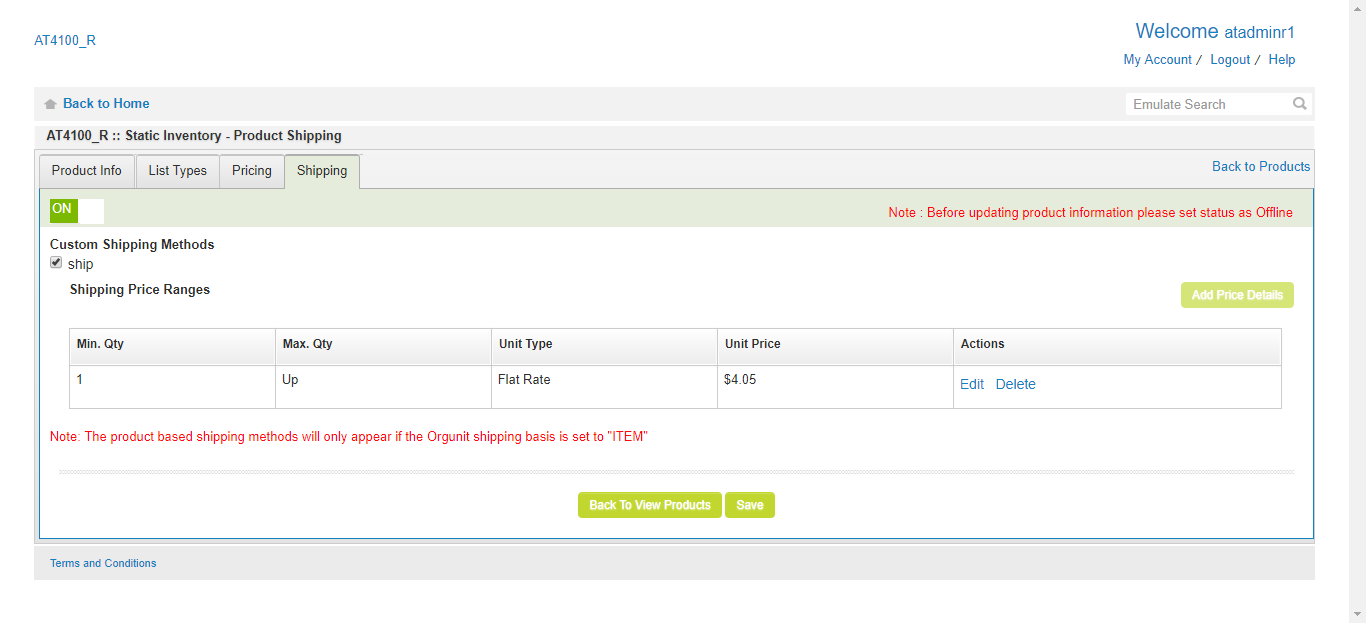 AT4100_R
Welcome atadminr1
My Account / Logout / Help
Back to Home
Emulate Search
AT4100_R :: Static Inventory - Product Shipping
Product Info List Types Pricing Shipping
Back to Products
ON
Note : Before updating product information please set status as Offline
Custom Shipping Methods
ship
Shipping Price Ranges
Add Price Details
Min. Qty Max. Qty Unit Type Unit Price Actions
1 Up Flat Rate $4.05 Edit Delete
Note: The product based shipping methods will only appear if the Orgunit shipping basis is set to "ITEM"
Back To View Products Save
Terms and Conditions